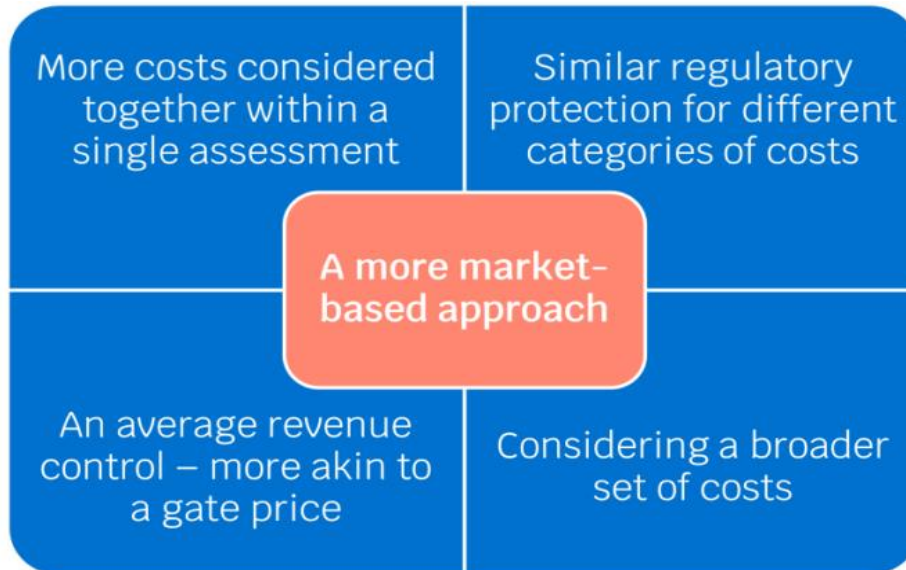 More costs considered
together within a
single assessment
Similar regulatory
protection for different
categories of costs
A more market-
based approach
An average revenue
control – more akin to
a gate price
Considering a broader
set of costs